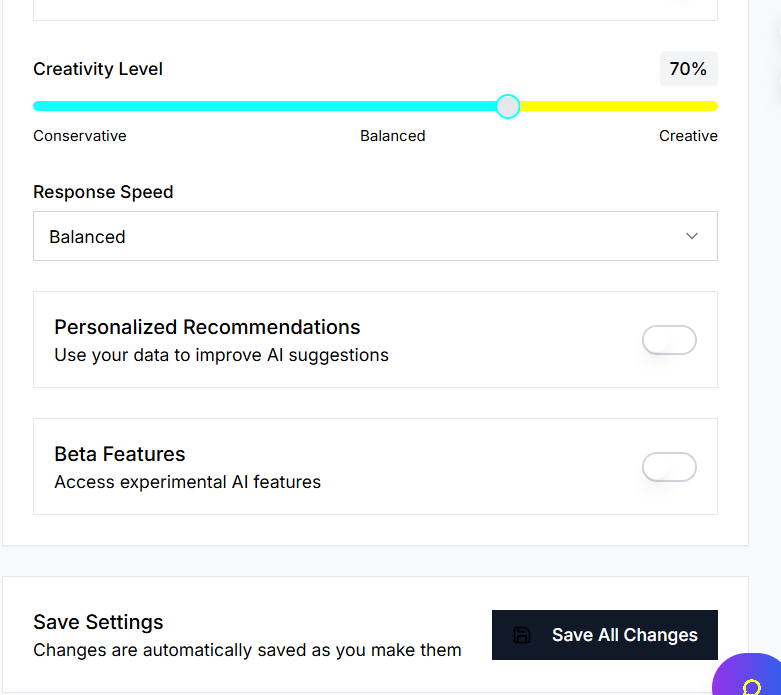 Creativity Level
70%
Conservative
Balanced
Creative
Response Speed
Balanced
Personalized Recommendations
Use your data to improve AI suggestions
Beta Features
Access experimental AI features
Save Settings
Changes are automatically saved as you make them
Save All Changes